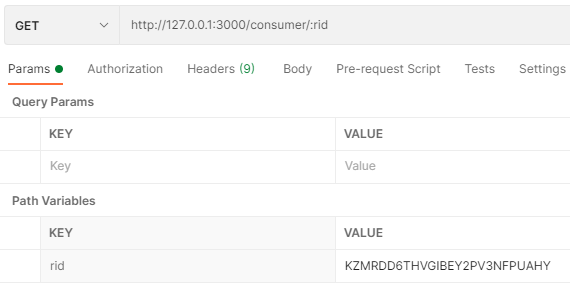 GET http://127.0.0.1:3000/consumer/:rid
Params Authorization Headers (9) Body Pre-request Script Tests Settings
Query Params
KEY VALUE
Key Value
Path Variables
KEY VALUE
rid KZMRDD6THVGIBEY2PV3NFPUAHY